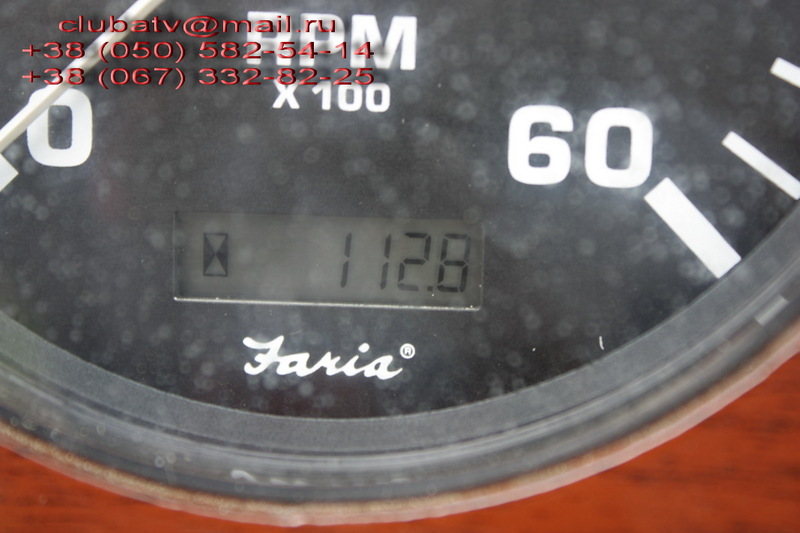 clubatv@mail.ru
+38 (050) 582-54-14
+38 (067) 332-82-25
RPM
X 100
0
60
112.8
Faria®